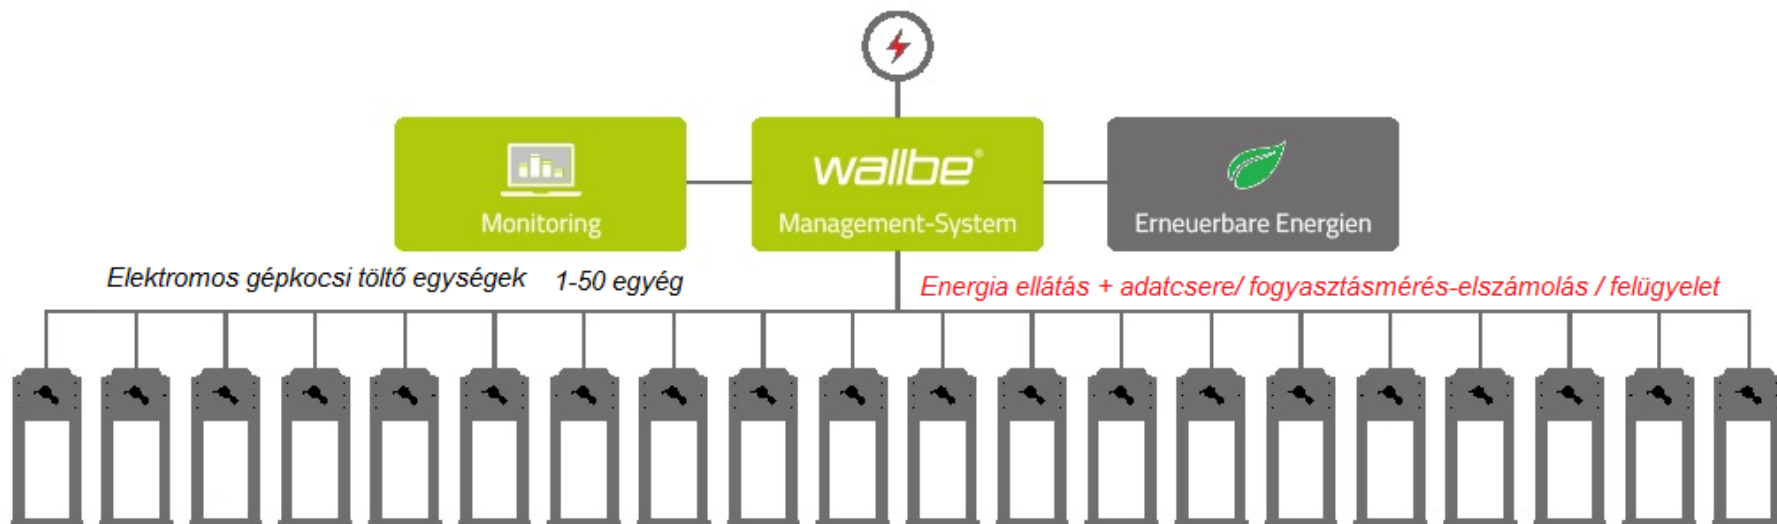 wallbe®
Monitoring
Management-System
Erneuerbare Energien
Elektromos gépkocsi töltő egységek 1-50 egyég
Energia ellátás + adatcsere/ fogyasztásmérés-elszámolás / felügyelet